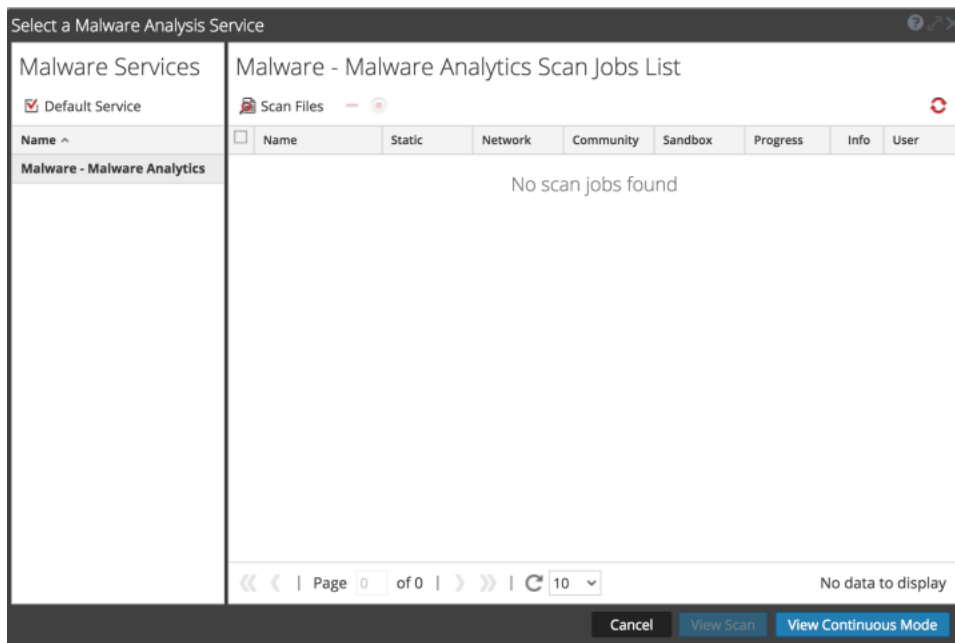 Select a Malware Analysis Service
Malware Services
Default Service
Name
Malware - Malware Analytics
Malware - Malware Analytics Scan Jobs List
Scan Files
Name Static Network Community Sandbox Progress Info User
No scan jobs found
| Page 0 of 0 | | 10 No data to display
Cancel View Scan View Continuous Mode